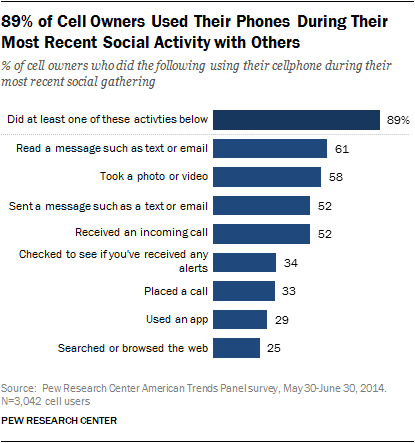 89% of Cell Owners Used Their Phones During Their
Most Recent Social Activity with Others
% of cell owners who did the following using their cellphone during their
most recent social gathering
Did at least one of these activties below 89%
Read a message such as text or email 61
Took a photo or video 58
Sent a message such as a text or email 52
Received an incoming call 52
Checked to see if you've received any
alerts 34
Placed a call 33
Used an app 29
Searched or browsed the web 25
Source: Pew Research Center American Trends Panel survey, May 30-June 30, 2014.
N=3,042 cell users
PEW RESEARCH CENTER